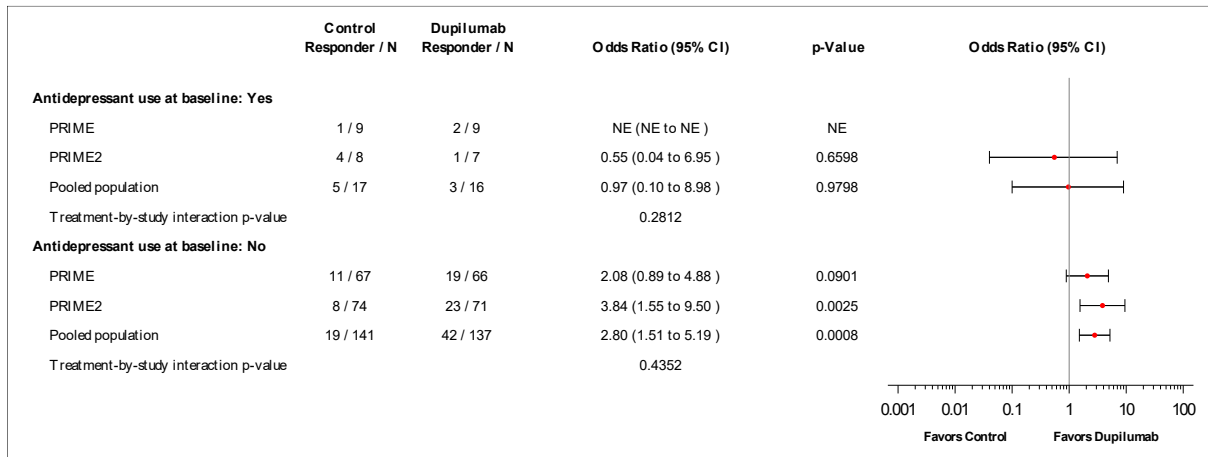 Control Dupilumab
Responder / N Responder / N Odds Ratio (95% CI) p-Value Odds Ratio (95% CI)
Antidepressant use at baseline: Yes
PRIME 1 / 9 2 / 9 NE (NE to NE ) NE
PRIME2 4 / 8 1 / 7 0.55 (0.04 to 6.95 ) 0.6598
Pooled population 5 / 17 3 / 16 0.97 (0.10 to 8.98 ) 0.9798
Treatment-by-study interaction p-value 0.2812
Antidepressant use at baseline: No
PRIME 11 / 67 19 / 66 2.08 (0.89 to 4.88 ) 0.0901
PRIME2 8 / 74 23 / 71 3.84 (1.55 to 9.50 ) 0.0025
Pooled population 19 / 141 42 / 137 2.80 (1.51 to 5.19 ) 0.0008
Treatment-by-study interaction p-value 0.4352
0.001 0.01 0.1 1 10 100
Favors Control Favors Dupilumab